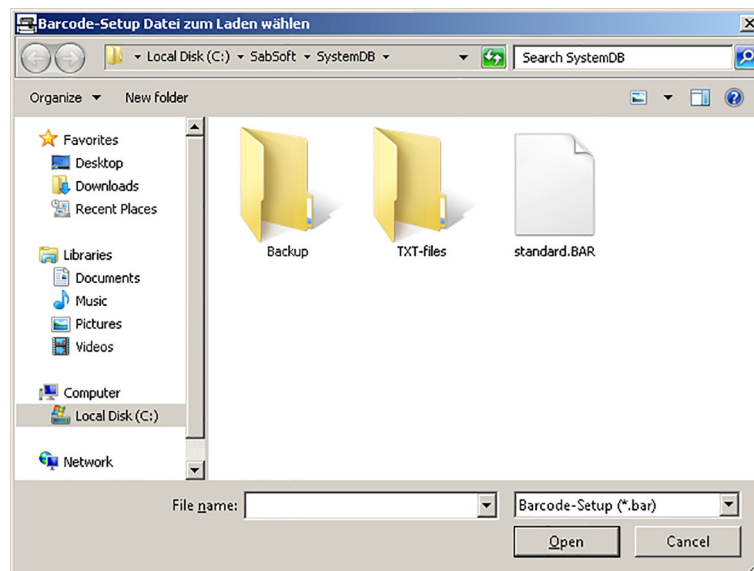 Barcode-Setup Datei zum Laden wählen
Local Disk (C:) SabSoft SystemDB
Search SystemDB
Organize New folder
Favorites
Desktop
Downloads
Recent Places
Libraries
Documents
Music
Pictures
Videos
Computer
Local Disk (C:)
Network
Backup TXT-files standard.BAR
File name: Barcode-Setup (*.bar)
Open Cancel